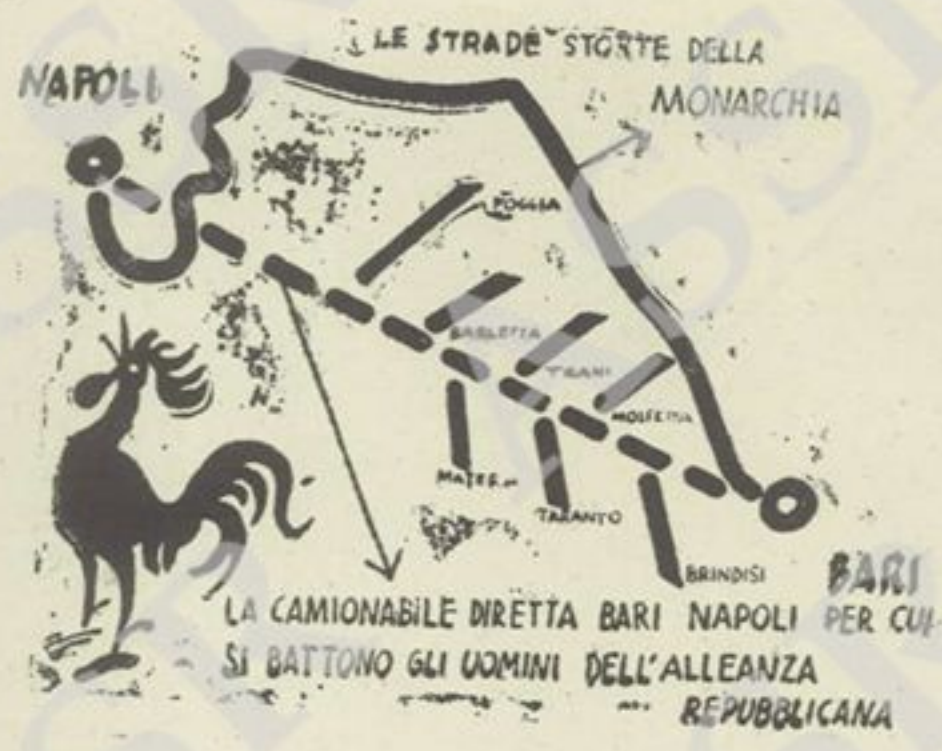 LE STRADE STORTE DELLA
MONARCHIA
NAPOLI
FOGGIA
BARLETTA
TRANI
MOLFETTA
MATERA
TARANTO
BRINDISI
BARI
LA CAMIONABILE DIRETTA BARI NAPOLI PER CUI
SI BATTONO GLI UOMINI DELL'ALLEANZA
REPUBBLICANA